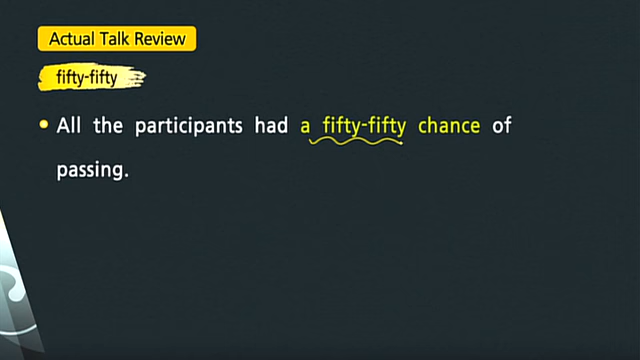 Actual Talk Review
fifty-fifty
All the participants had a fifty-fifty chance of
passing.